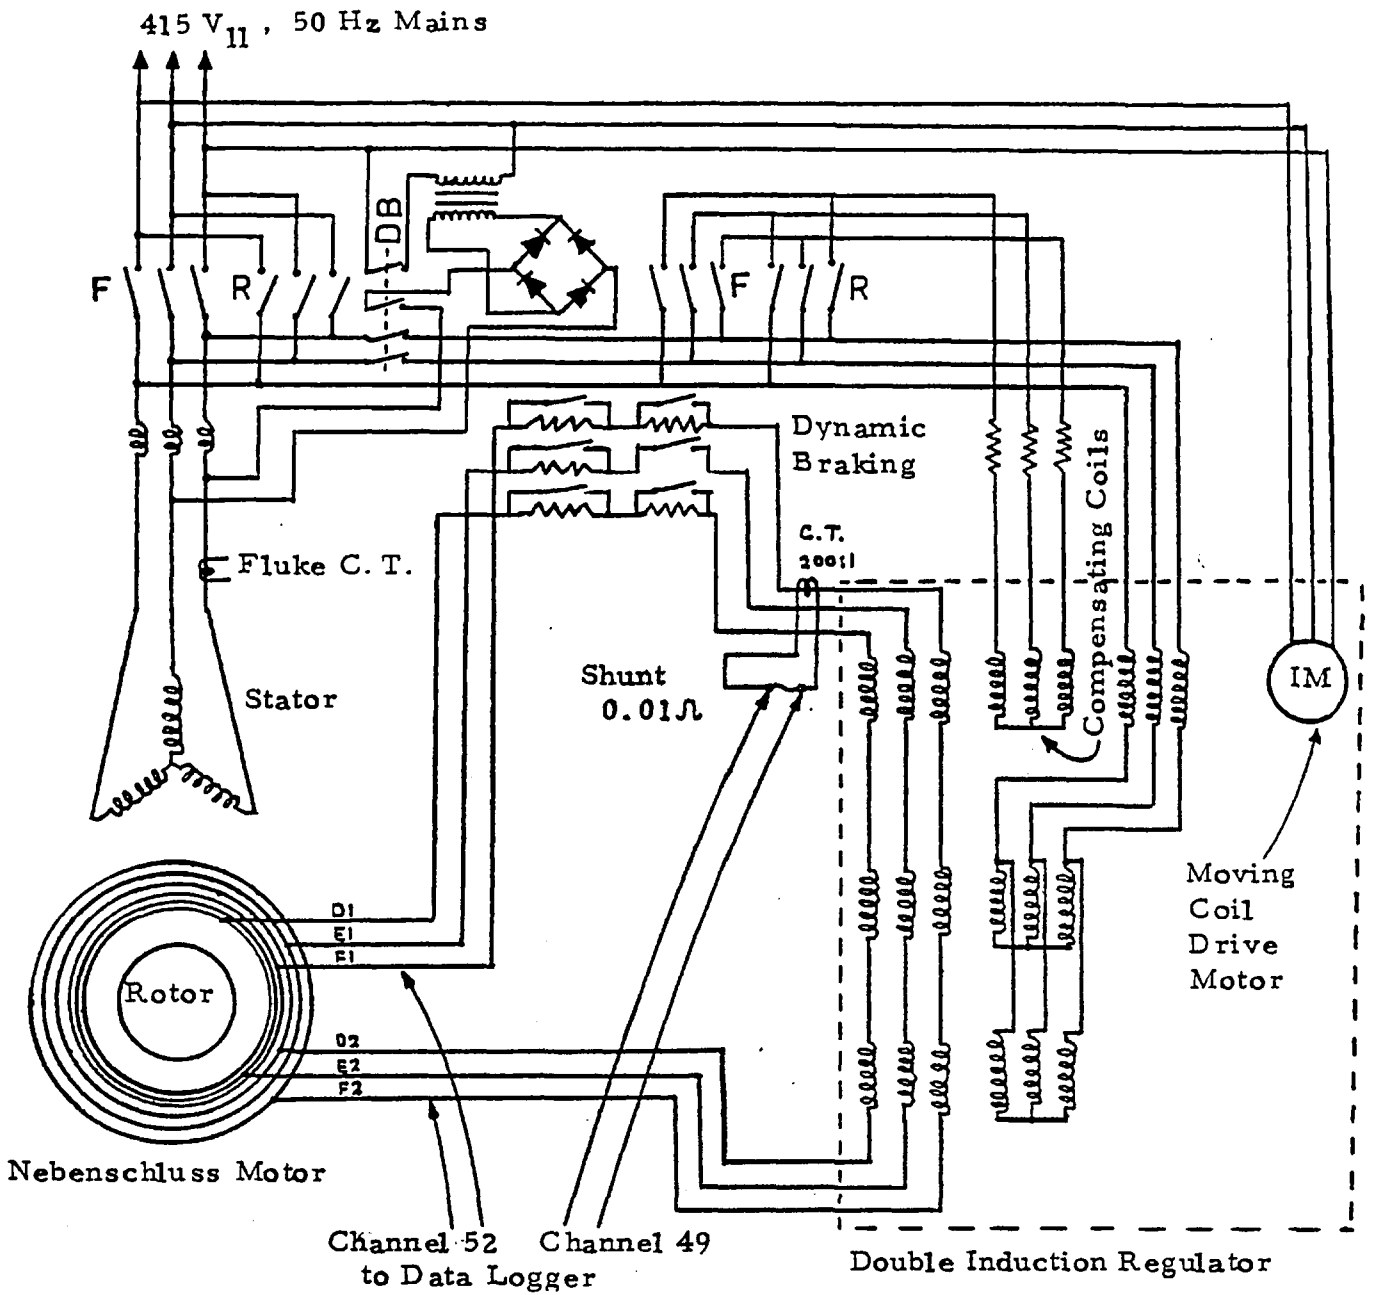 415 V11, 50 Hz Mains
DB
F
R
F
R
Dynamic
Braking
C.T.
200:1
Fluke C. T.
Compensating Coils
Shunt
0.01Ω
Stator
IM
Moving
Coil
Drive
Motor
D1
E1
F1
Rotor
D2
E2
F2
Nebenschluss Motor
Channel 52
to Data Logger
Channel 49
Double Induction Regulator